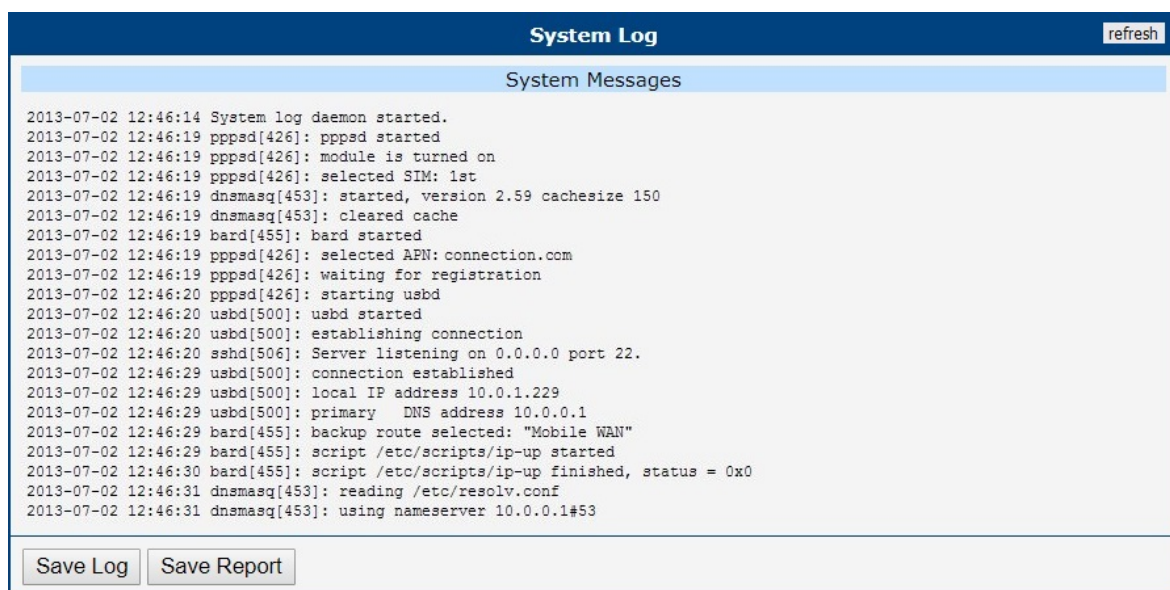 System Log
refresh
System Messages
2013-07-02 12:46:14 System log daemon started.
2013-07-02 12:46:19 pppsd[426]: pppsd started
2013-07-02 12:46:19 pppsd[426]: module is turned on
2013-07-02 12:46:19 pppsd[426]: selected SIM: 1st
2013-07-02 12:46:19 dnsmasq[453]: started, version 2.59 cachesize 150
2013-07-02 12:46:19 dnsmasq[453]: cleared cache
2013-07-02 12:46:19 bard[455]: bard started
2013-07-02 12:46:19 pppsd[426]: selected APN: connection.com
2013-07-02 12:46:19 pppsd[426]: waiting for registration
2013-07-02 12:46:20 pppsd[426]: starting usbd
2013-07-02 12:46:20 usbd[500]: usbd started
2013-07-02 12:46:20 usbd[500]: establishing connection
2013-07-02 12:46:20 sshd[506]: Server listening on 0.0.0.0 port 22.
2013-07-02 12:46:29 usbd[500]: connection established
2013-07-02 12:46:29 usbd[500]: local IP address 10.0.1.229
2013-07-02 12:46:29 usbd[500]: primary   DNS address 10.0.0.1
2013-07-02 12:46:29 bard[455]: backup route selected: "Mobile WAN"
2013-07-02 12:46:29 bard[455]: script /etc/scripts/ip-up started
2013-07-02 12:46:30 bard[455]: script /etc/scripts/ip-up finished, status = 0x0
2013-07-02 12:46:31 dnsmasq[453]: reading /etc/resolv.conf
2013-07-02 12:46:31 dnsmasq[453]: using nameserver 10.0.0.1#53
Save Log
Save Report